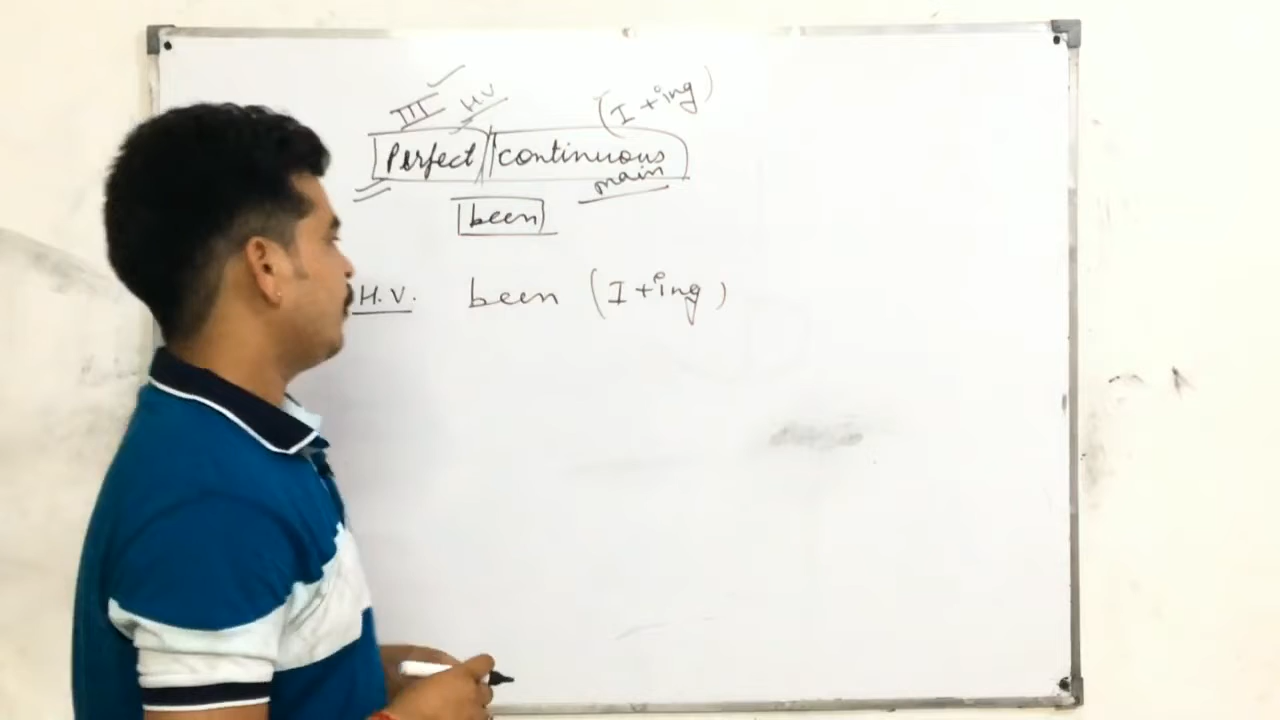 III H.V (I + ing)
Perfect continuous
main
been
H.V. been (I + ing)